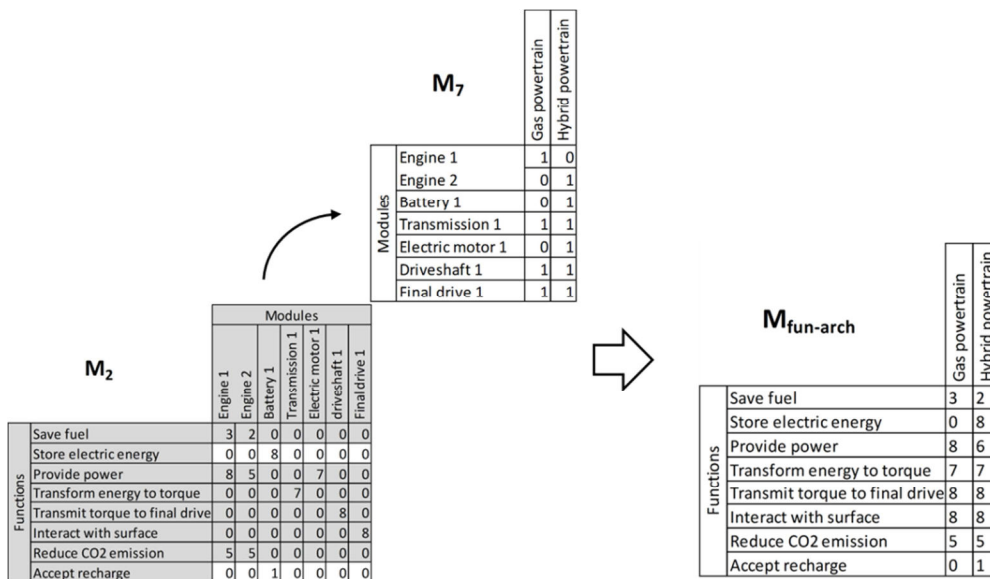 M7
Gas powertrain
Hybrid powertrain
Modules
Engine 1 1 0
Engine 2 0 1
Battery 1 0 1
Transmission 1 1 1
Electric motor 1 0 1
Driveshaft 1 1 1
Final drive 1 1 1
M2
Modules
Engine 1
Engine 2
Battery 1
Transmission 1
Electric motor 1
driveshaft 1
Final drive 1
Functions
Save fuel 3 2 0 0 0 0 0
Store electric energy 0 0 8 0 0 0 0
Provide power 8 5 0 0 7 0 0
Transform energy to torque 0 0 0 7 0 0 0
Transmit torque to final drive 0 0 0 0 0 8 0
Interact with surface 0 0 0 0 0 0 8
Reduce CO2 emission 5 5 0 0 0 0 0
Accept recharge 0 0 1 0 0 0 0
Mfun-arch
Gas powertrain
Hybrid powertrain
Functions
Save fuel 3 2
Store electric energy 0 8
Provide power 8 6
Transform energy to torque 7 7
Transmit torque to final drive 8 8
Interact with surface 8 8
Reduce CO2 emission 5 5
Accept recharge 0 1